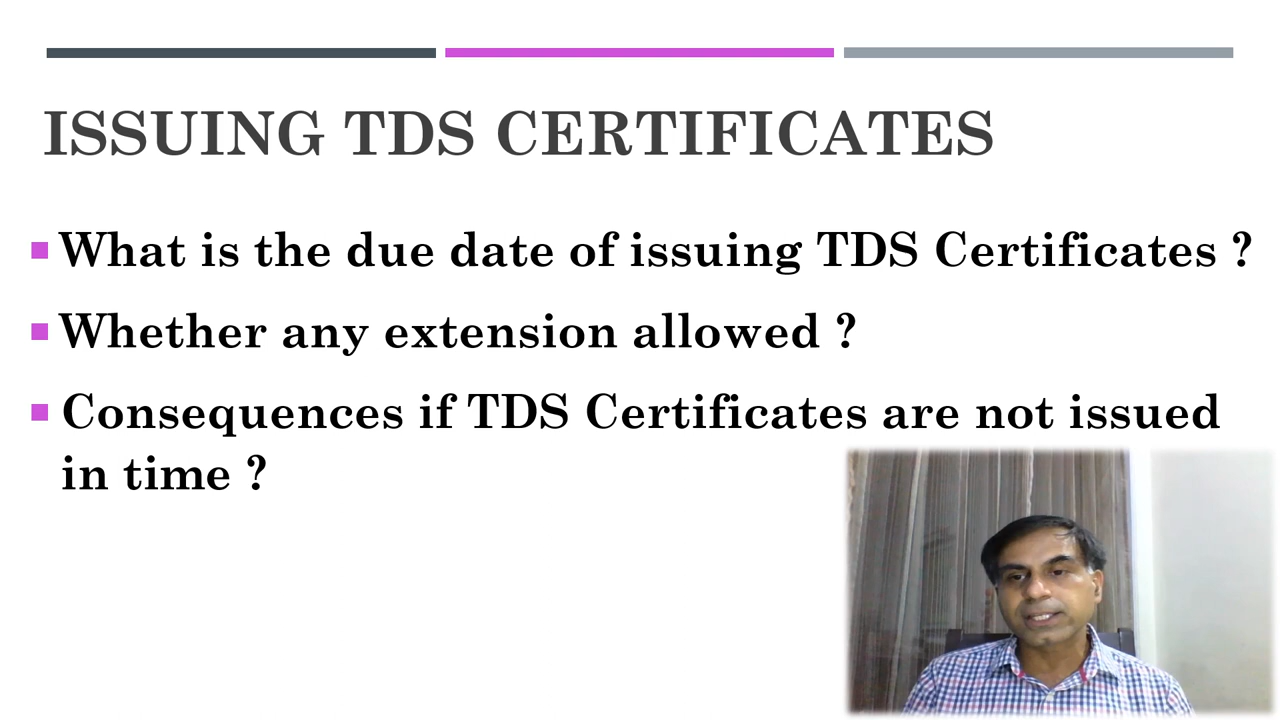 ISSUING TDS CERTIFICATES
What is the due date of issuing TDS Certificates ?
Whether any extension allowed ?
Consequences if TDS Certificates are not issued
in time ?